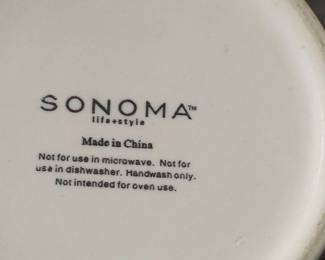 SONOMA™
life+style
Made in China
Not for use in microwave. Not for
use in dishwasher. Handwash only.
Not intended for oven use.